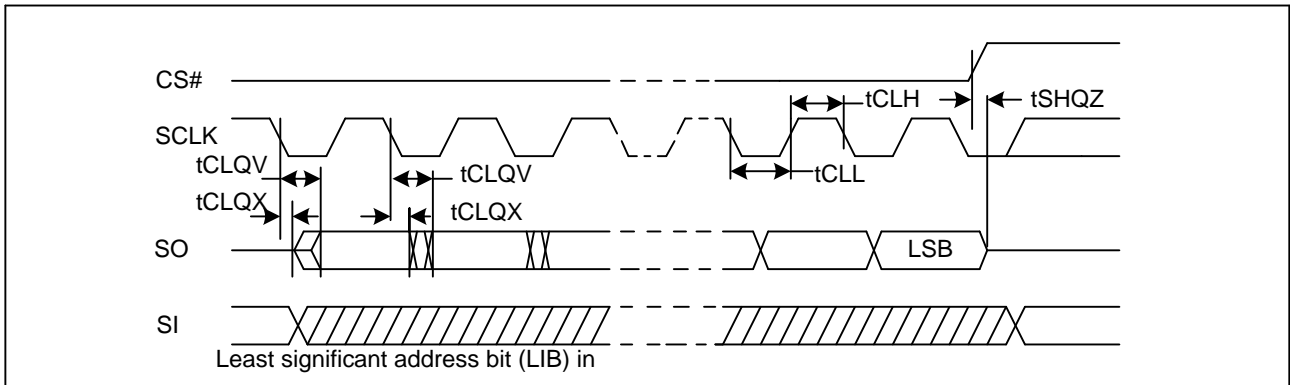 CS#
tCLH
tSHQZ
SCLK
tCLQV
tCLQV
tCLL
tCLQX
tCLQX
SO
LSB
SI
Least significant address bit (LIB) in